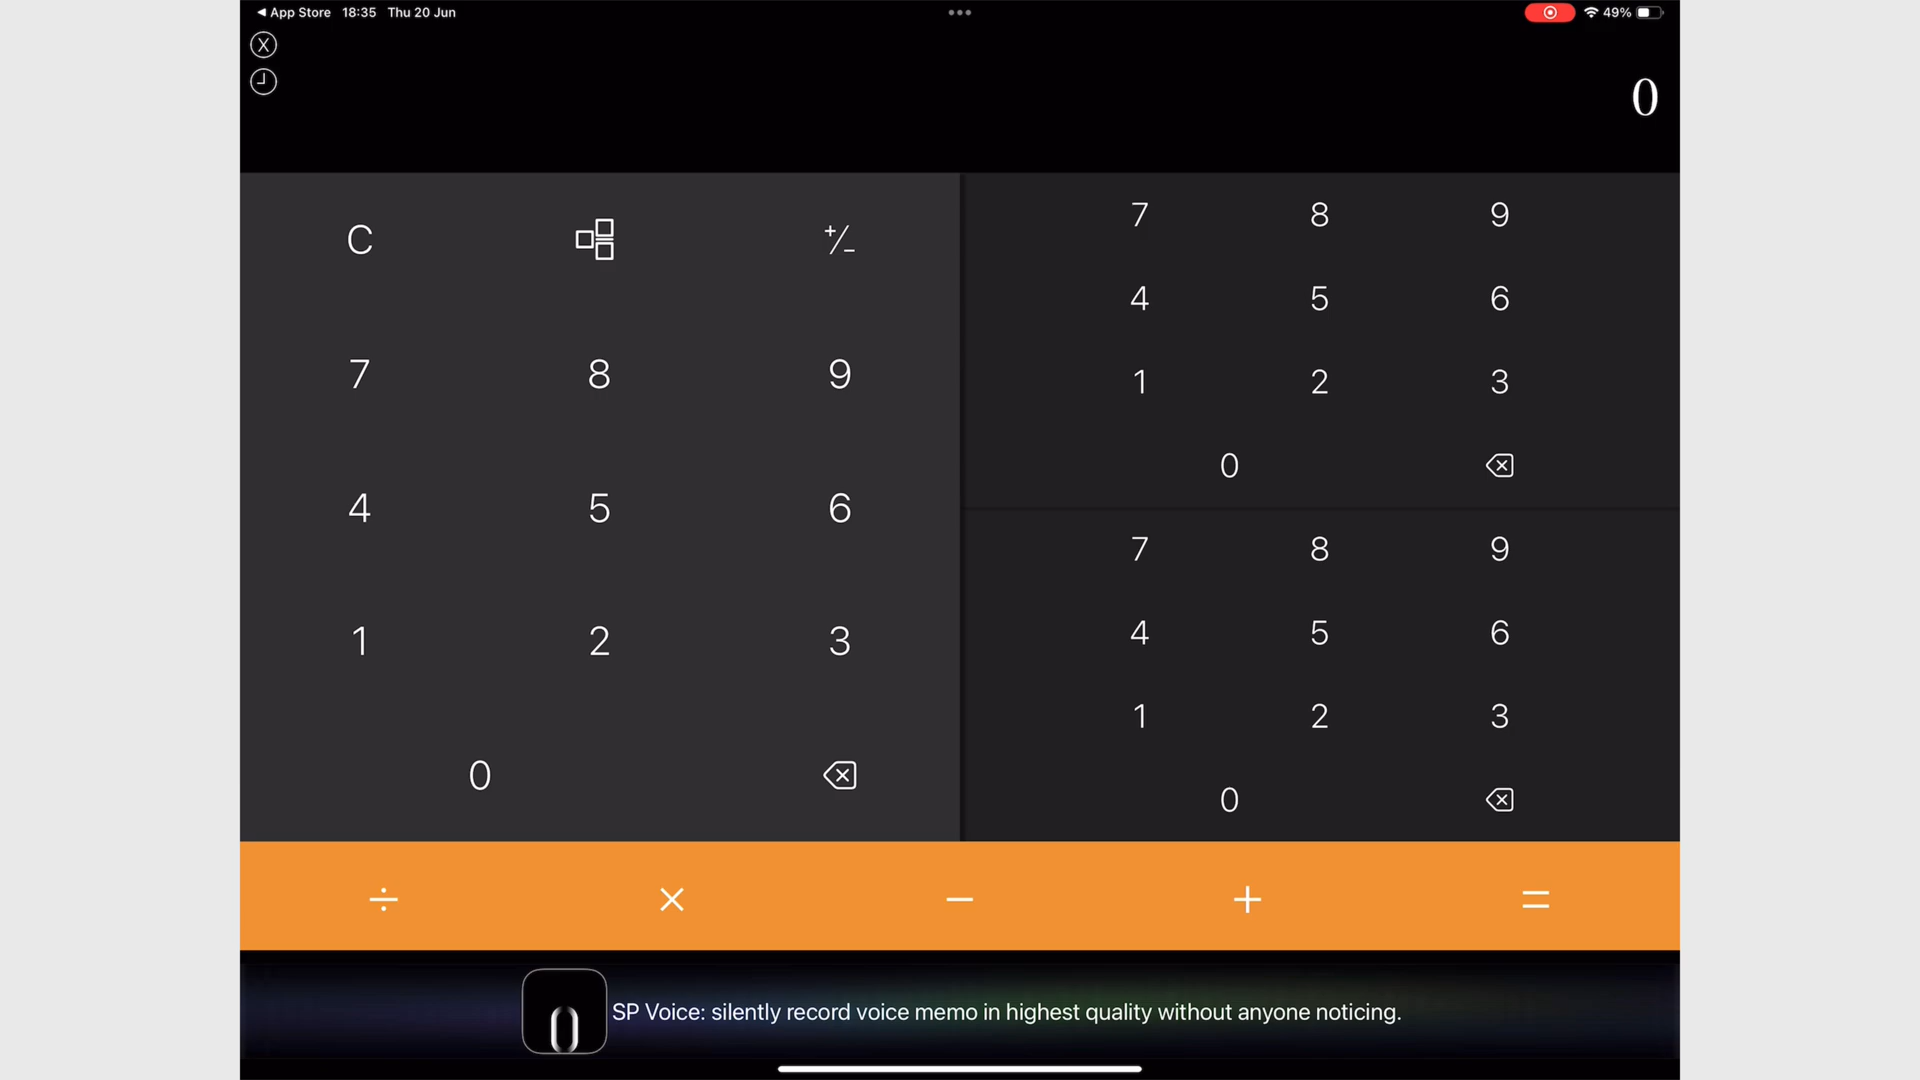 ◀ App Store 18:35 Thu 20 Jun
49%
X
0
C +/−
7 8 9
4 5 6
1 2 3
0
7 8 9
4 5 6
1 2 3
0
7 8 9
4 5 6
1 2 3
0
÷ × − + =
0
SP Voice: silently record voice memo in highest quality without anyone noticing.